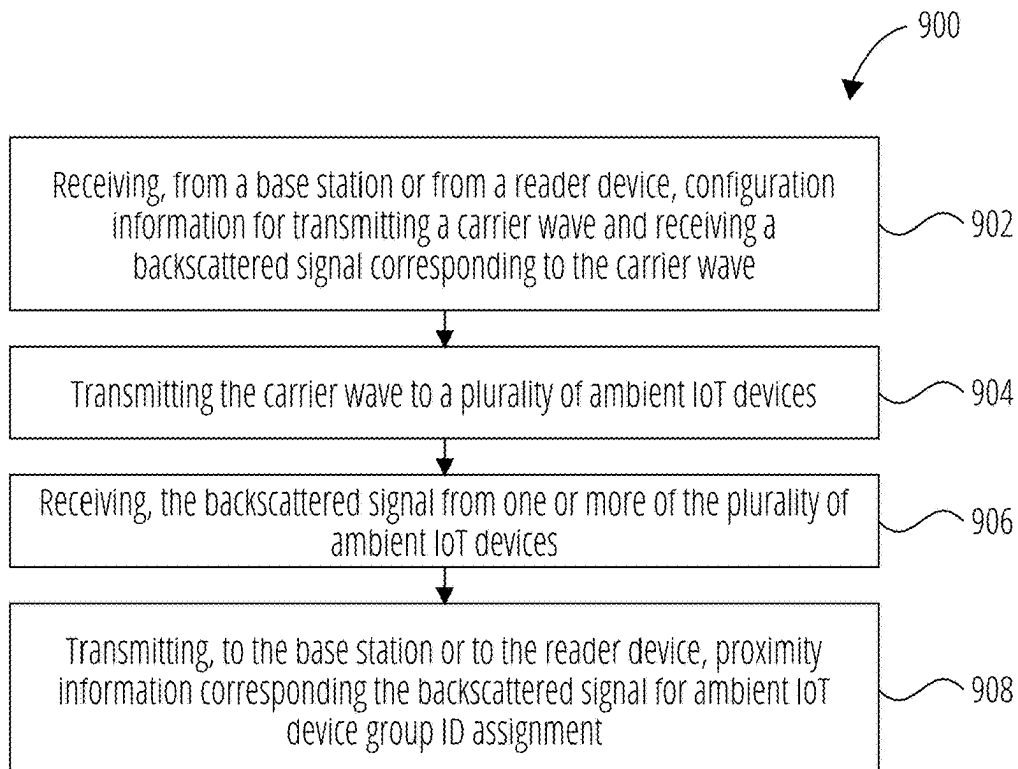 900
Receiving, from a base station or from a reader device, configuration
information for transmitting a carrier wave and receiving a
backscattered signal corresponding to the carrier wave
902
Transmitting the carrier wave to a plurality of ambient IoT devices
904
Receiving, the backscattered signal from one or more of the plurality of
ambient IoT devices
906
Transmitting, to the base station or to the reader device, proximity
information corresponding the backscattered signal for ambient IoT
device group ID assignment
908